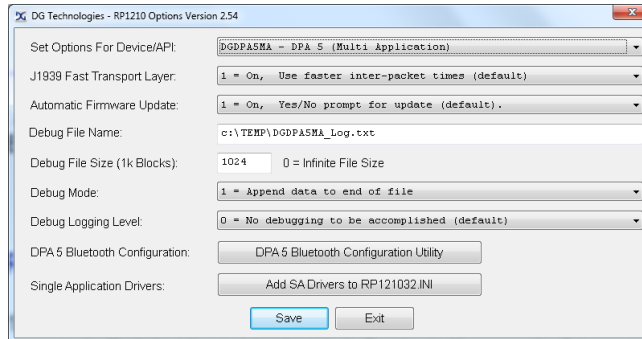 DG Technologies - RP1210 Options Version 2.54
Set Options For Device/API: DGDPA5MA - DPA 5 (Multi Application)
J1939 Fast Transport Layer: 1 = On, Use faster inter-packet times (default)
Automatic Firmware Update: 1 = On, Yes/No prompt for update (default).
Debug File Name: c:\TEMP\DGDPA5MA_Log.txt
Debug File Size (1k Blocks): 1024 0 = Infinite File Size
Debug Mode: 1 = Append data to end of file
Debug Logging Level: 0 = No debugging to be accomplished (default)
DPA 5 Bluetooth Configuration: DPA 5 Bluetooth Configuration Utility
Single Application Drivers: Add SA Drivers to RP121032.INI
Save Exit